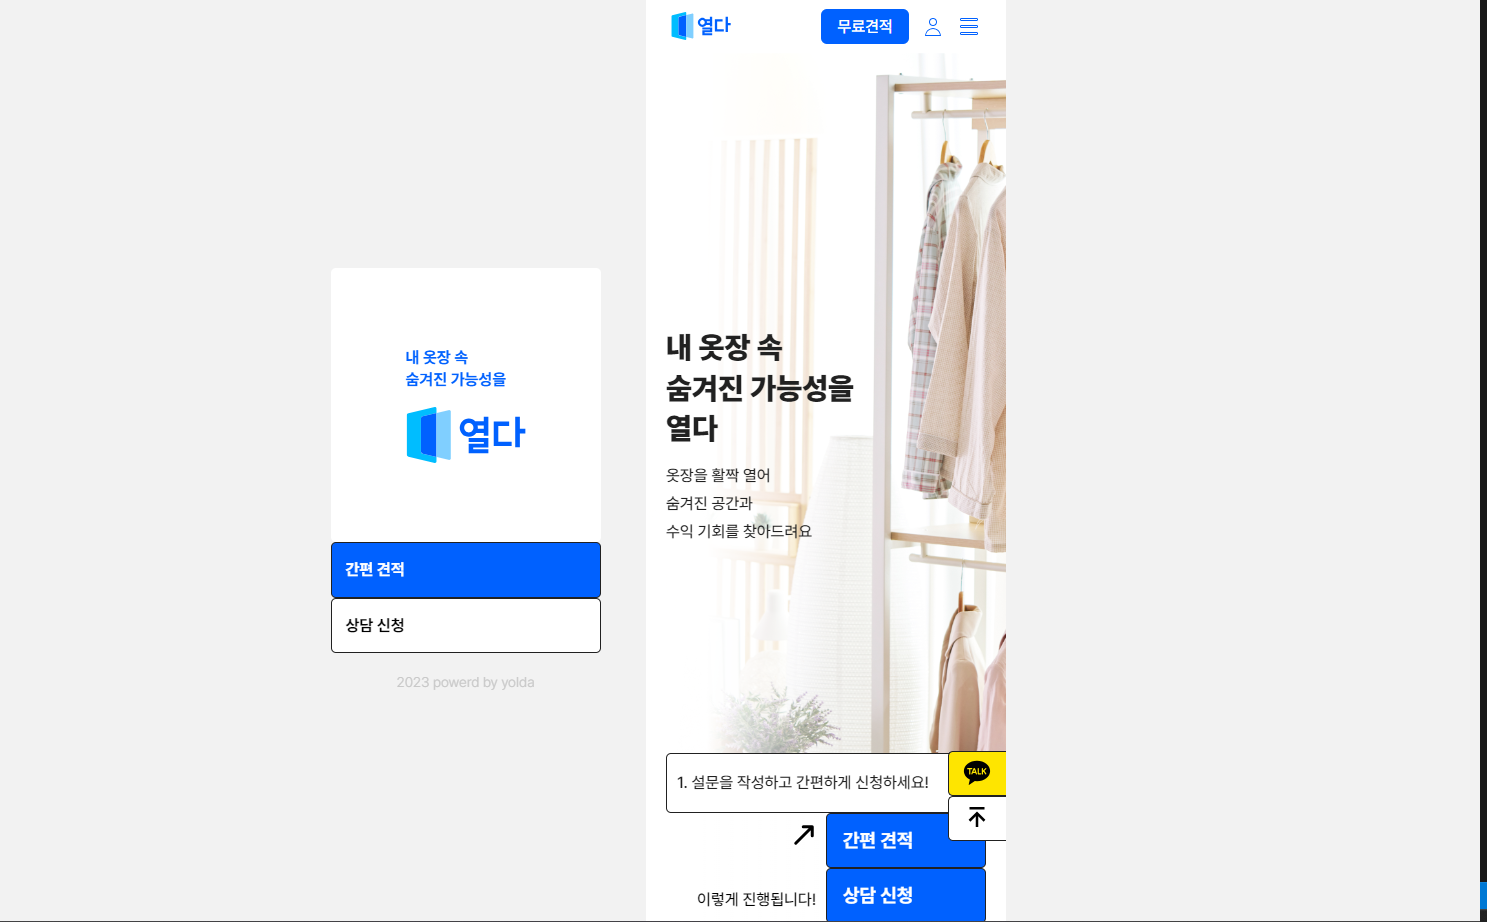 열다
무료견적
내 옷장 속
숨겨진 가능성을
열다
간편 견적
상담 신청
2023 powerd by yolda
내 옷장 속
숨겨진 가능성을
열다
옷장을 활짝 열어
숨겨진 공간과
수익 기회를 찾아드려요
1. 설문을 작성하고 간편하게 신청하세요!
TALK
간편 견적
이렇게 진행됩니다!
상담 신청